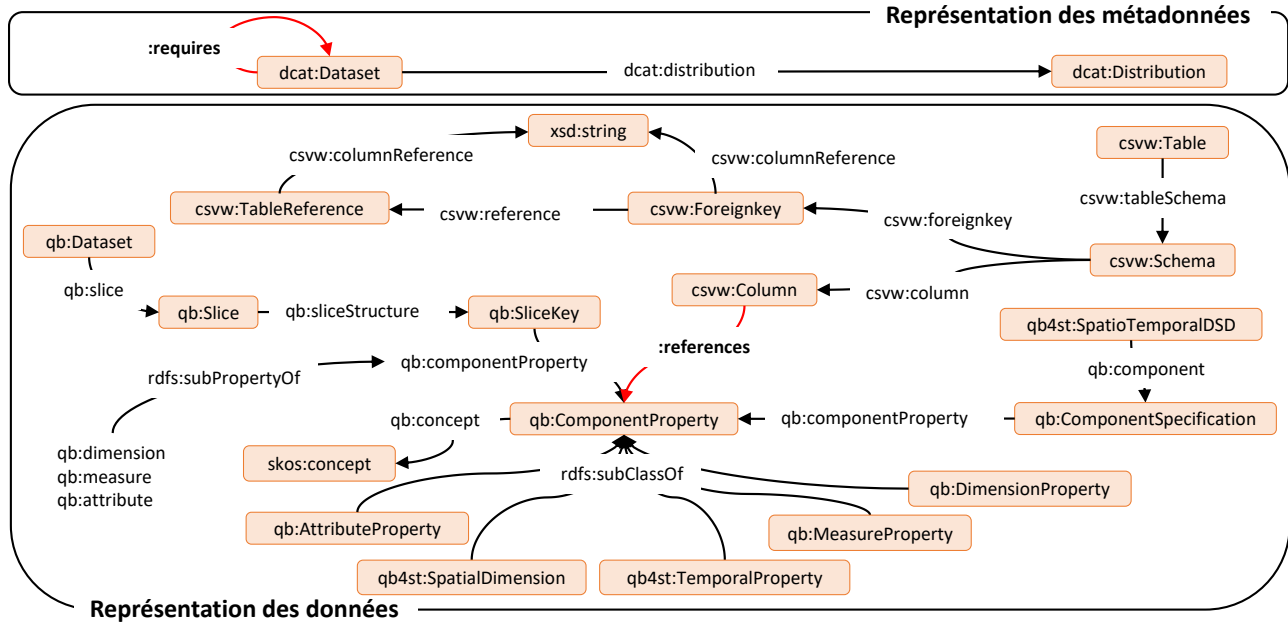 Représentation des métadonnées
:requires
dcat:Dataset
dcat:distribution
dcat:Distribution
xsd:string
csvw:columnReference
csvw:columnReference
csvw:Table
csvw:TableReference
csvw:reference
csvw:Foreignkey
csvw:foreignkey
csvw:tableSchema
qb:Dataset
csvw:Schema
qb:slice
csvw:Column
csvw:column
qb:Slice
qb:sliceStructure
qb:SliceKey
qb4st:SpatioTemporalDSD
:references
rdfs:subPropertyOf
qb:componentProperty
qb:component
qb:concept
qb:ComponentProperty
qb:componentProperty
qb:ComponentSpecification
qb:dimension
qb:measure
qb:attribute
skos:concept
rdfs:subClassOf
qb:DimensionProperty
qb:AttributeProperty
qb:MeasureProperty
qb4st:SpatialDimension
qb4st:TemporalProperty
Représentation des données